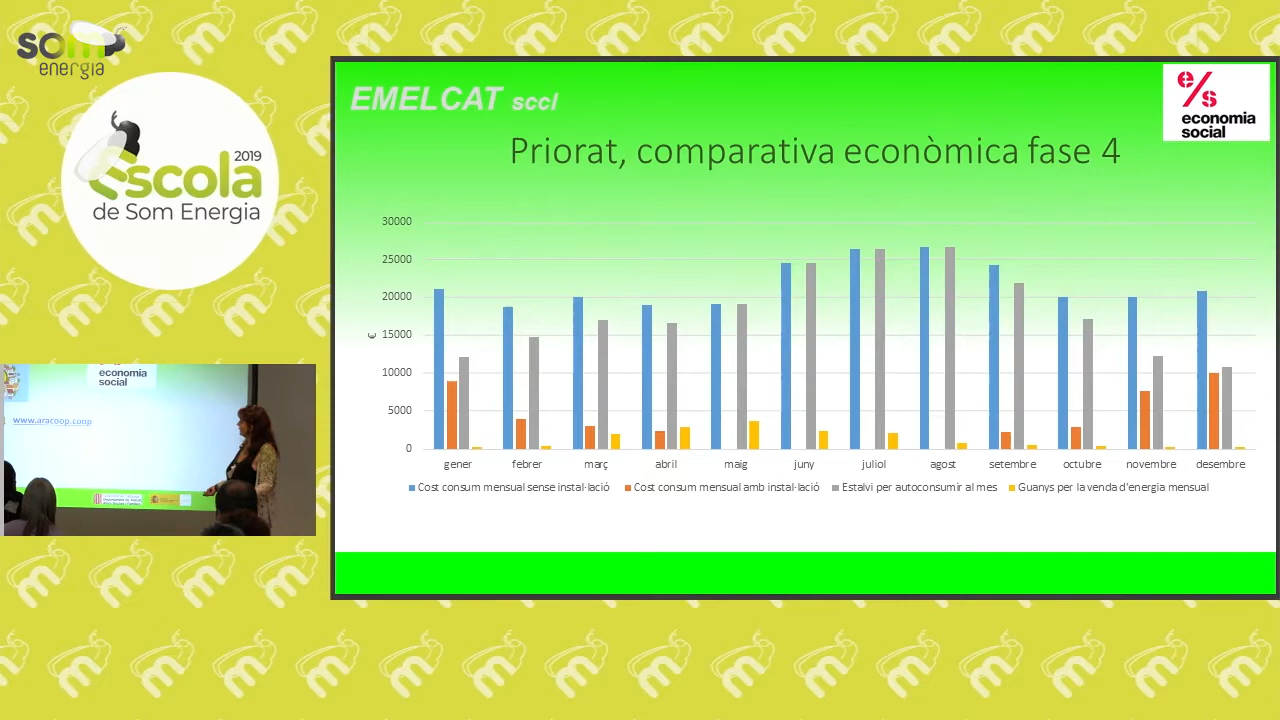 som
energia
Escola
2019
de Som Energia
economia
social
www.aracoop.coop
EMELCAT sccl
e/s
economia
social
Priorat, comparativa econòmica fase 4
30000
25000
20000
15000
10000
5000
0
€
gener febrer març abril maig juny juliol agost setembre octubre novembre desembre
Cost consum mensual sense instal·lació Cost consum mensual amb instal·lació Estalvi per autoconsumir al mes Guanys per la venda d'energia mensual